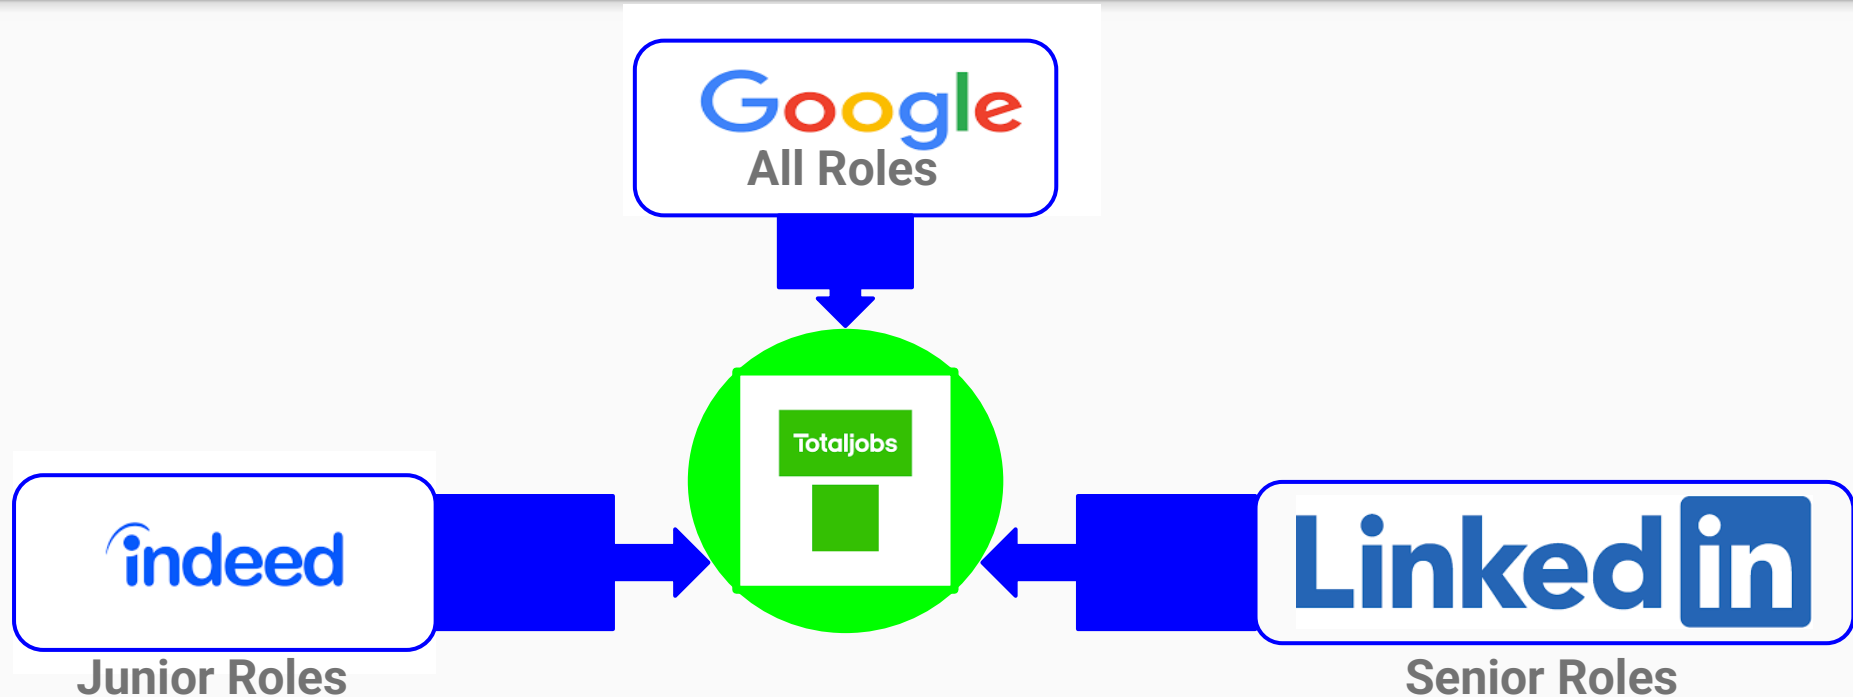 Google
All Roles
Totaljobs
indeed
Linkedin
Junior Roles
Senior Roles